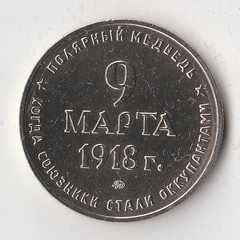 ПОЛЯРНЫЙ МЕДВЕДЬ
9
МАРТА
1918 г.
КОГДА СОЮЗНИКИ СТАЛИ ОККУПАНТАМИ